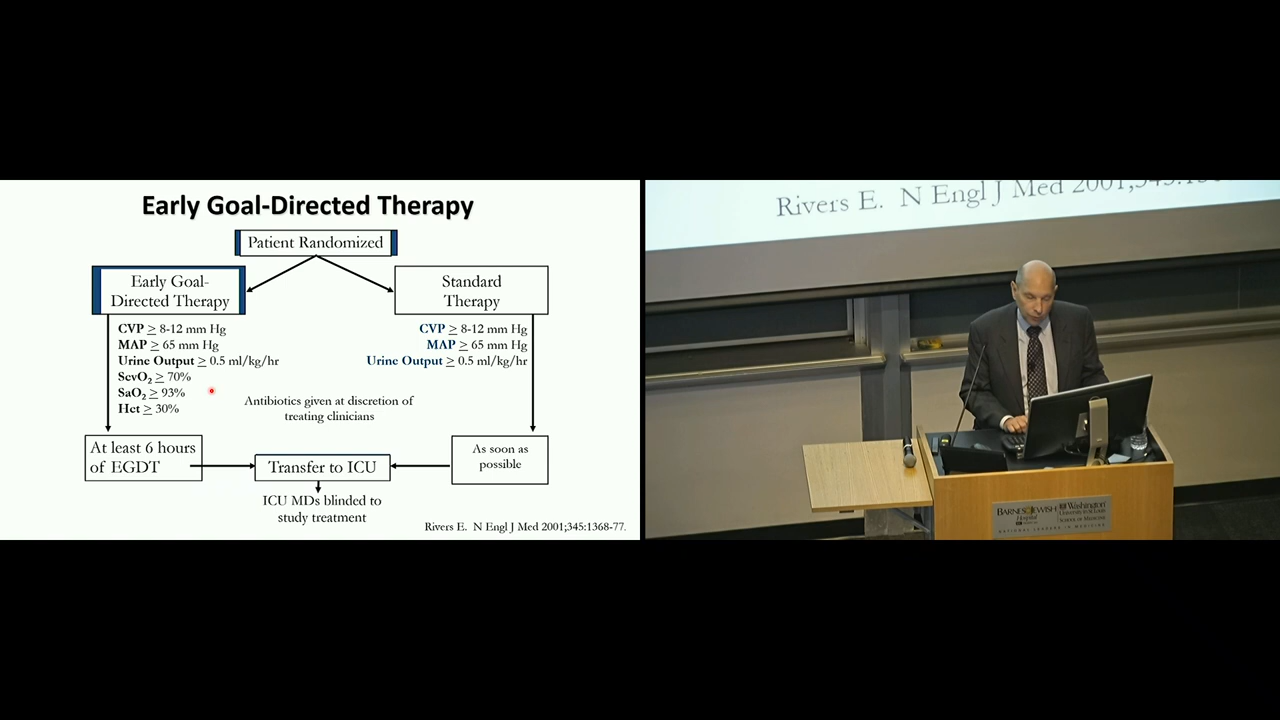 Early Goal-Directed Therapy
Patient Randomized
Early Goal-
Directed Therapy
Standard
Therapy
CVP ≥ 8-12 mm Hg
MAP ≥ 65 mm Hg
Urine Output ≥ 0.5 ml/kg/hr
ScvO2 ≥ 70%
SaO2 ≥ 93%
Hct ≥ 30%
CVP ≥ 8-12 mm Hg
MAP ≥ 65 mm Hg
Urine Output ≥ 0.5 ml/kg/hr
Antibiotics given at discretion of
treating clinicians
At least 6 hours
of EGDT
Transfer to ICU
As soon as
possible
ICU MDs blinded to
study treatment
Rivers E. N Engl J Med 2001;345:1368-77.
Rivers E. N Engl J Med 2001;345:
BARNES JEWISH
Hospital
Washington
University in St. Louis
SCHOOL OF MEDICINE
NATIONAL LEADERS IN MEDICINE